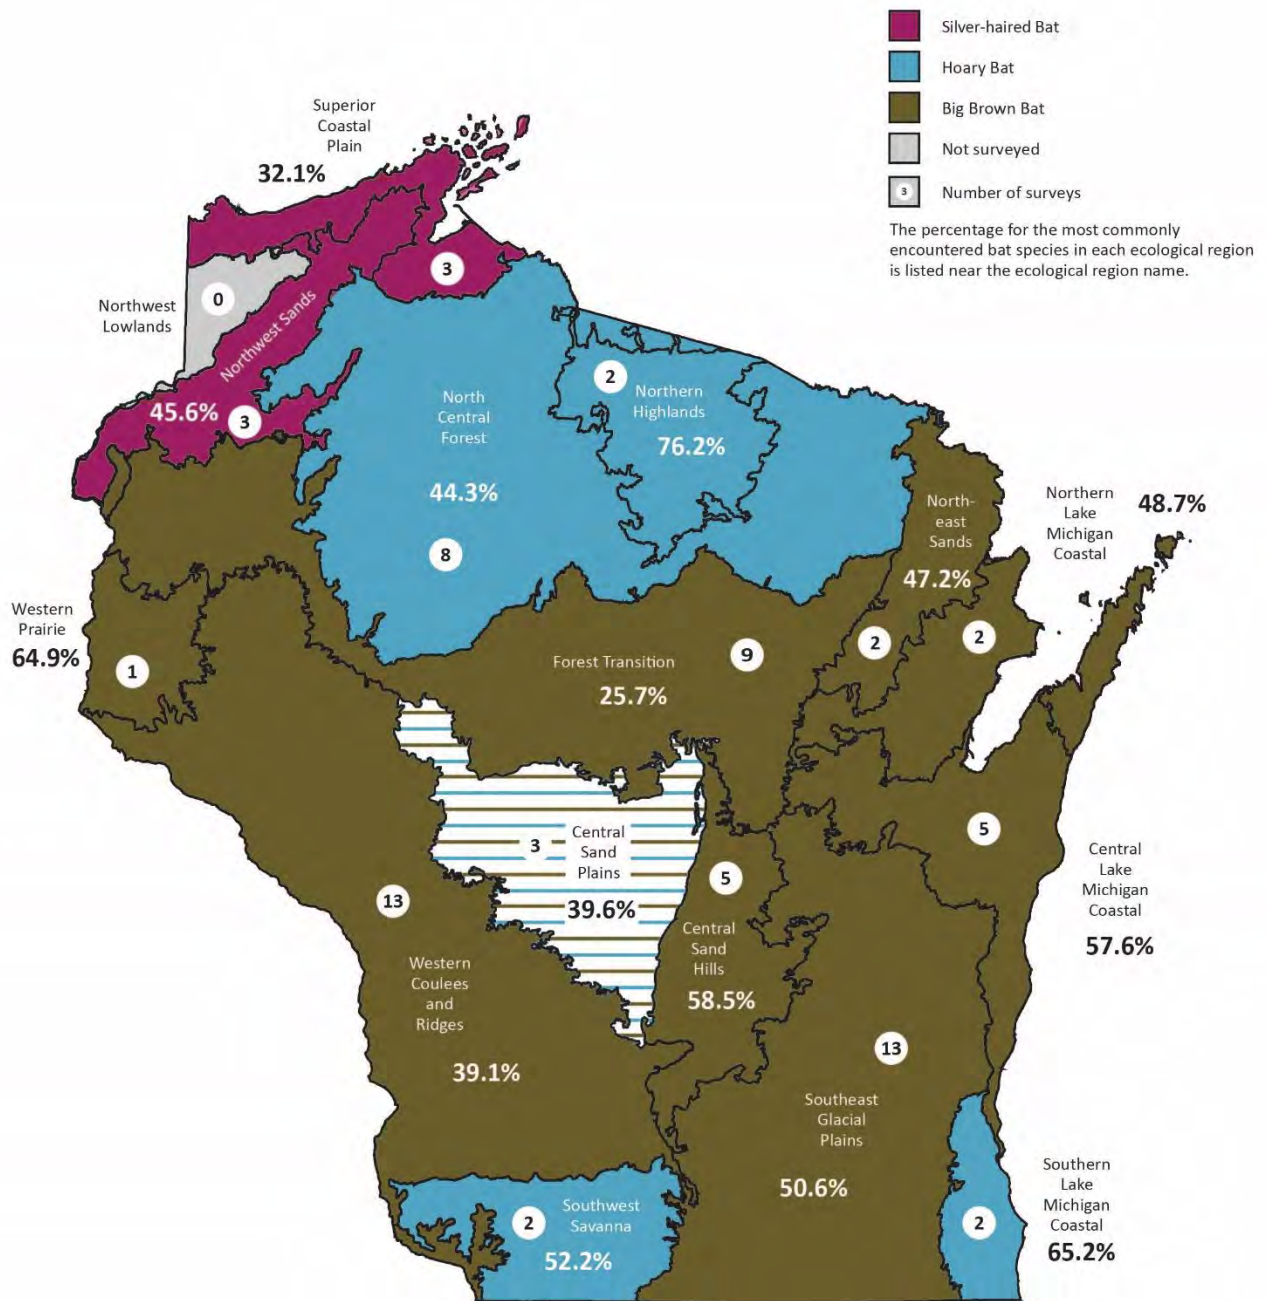 Silver-haired Bat
Hoary Bat
Big Brown Bat
Not surveyed
3
Number of surveys
The percentage for the most commonly
encountered bat species in each ecological region
is listed near the ecological region name.
Superior
Coastal
Plain
32.1%
3
Northwest
Lowlands
0
Northwest Sands
45.6%
3
North
Central
Forest
44.3%
8
2
Northern
Highlands
76.2%
North-
east
Sands
47.2%
2
Northern
Lake
Michigan
Coastal
48.7%
2
Western
Prairie
64.9%
1
Forest Transition
25.7%
9
3
Central
Sand
Plains
39.6%
5
Central
Sand
Hills
58.5%
5
Central
Lake
Michigan
Coastal
57.6%
13
Western
Coulees
and
Ridges
39.1%
13
Southeast
Glacial
Plains
50.6%
2
Southwest
Savanna
52.2%
2
Southern
Lake
Michigan
Coastal
65.2%